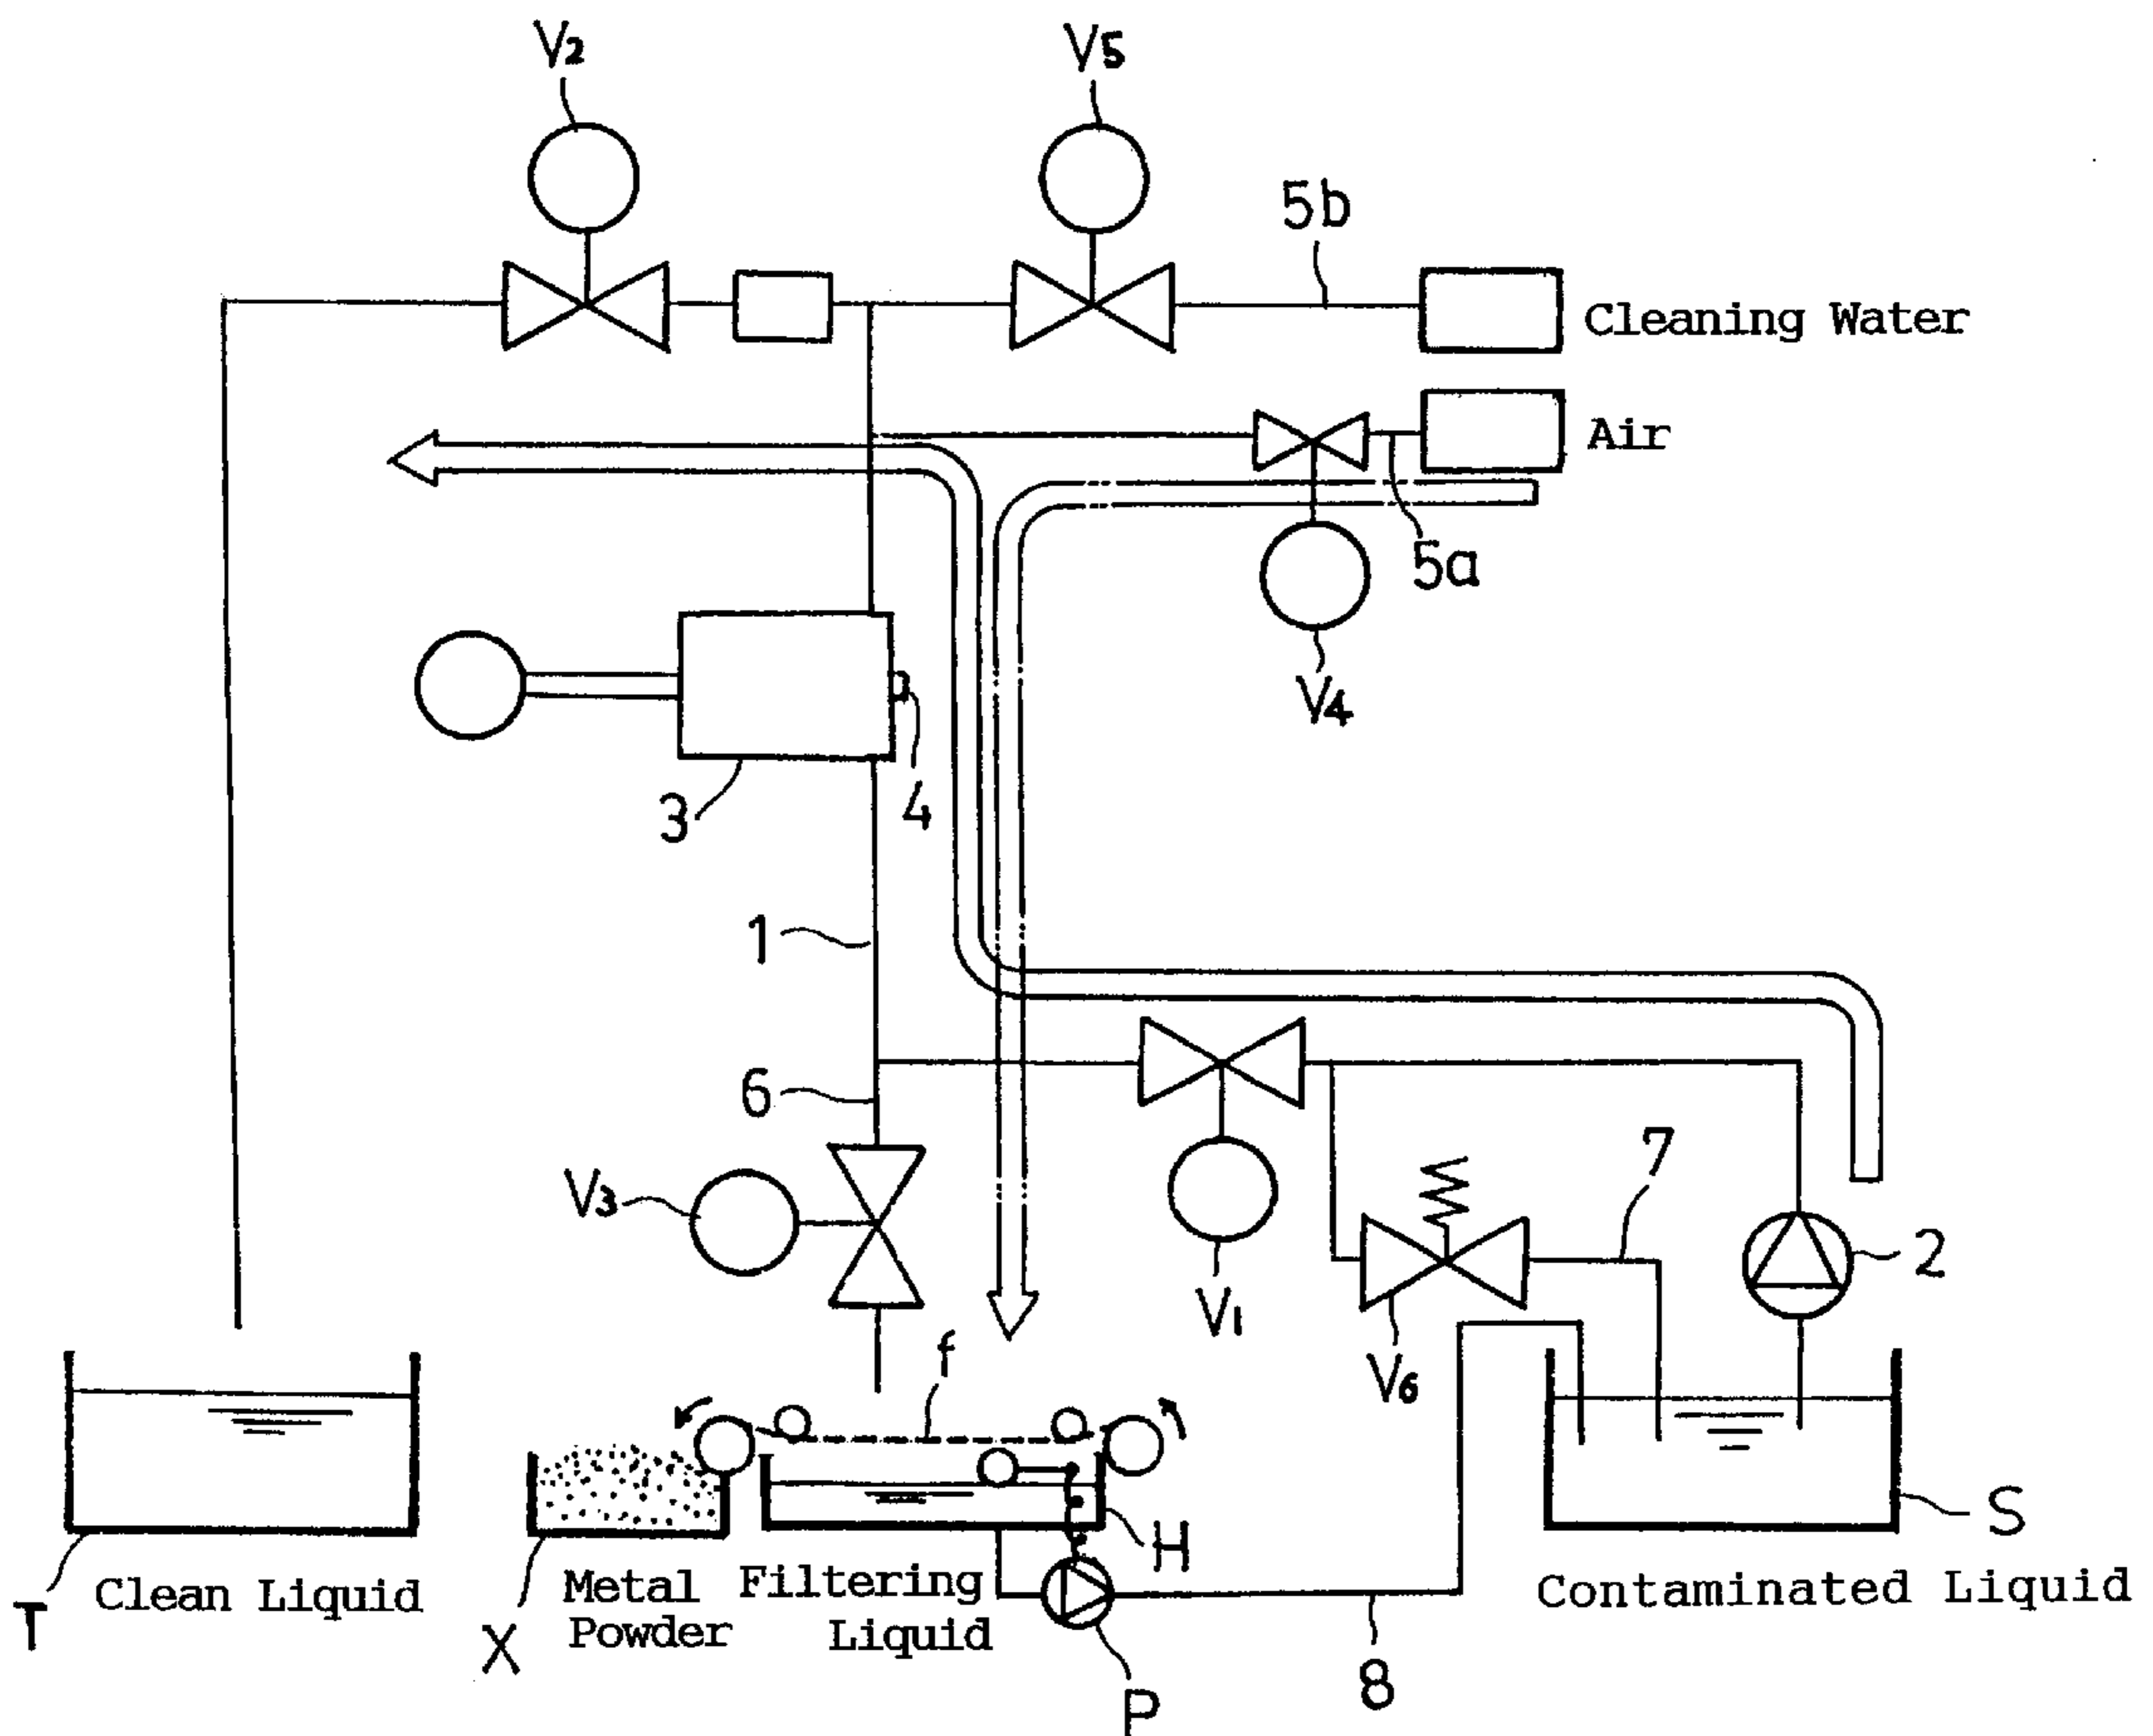 V2
V5
5b
Cleaning Water
Air
5a
V4
3
4
1
6
7
V3
2
V1
f
V6
S
H
Clean Liquid
Metal
Powder
Filtering
Liquid
Contaminated Liquid
T
X
P
8